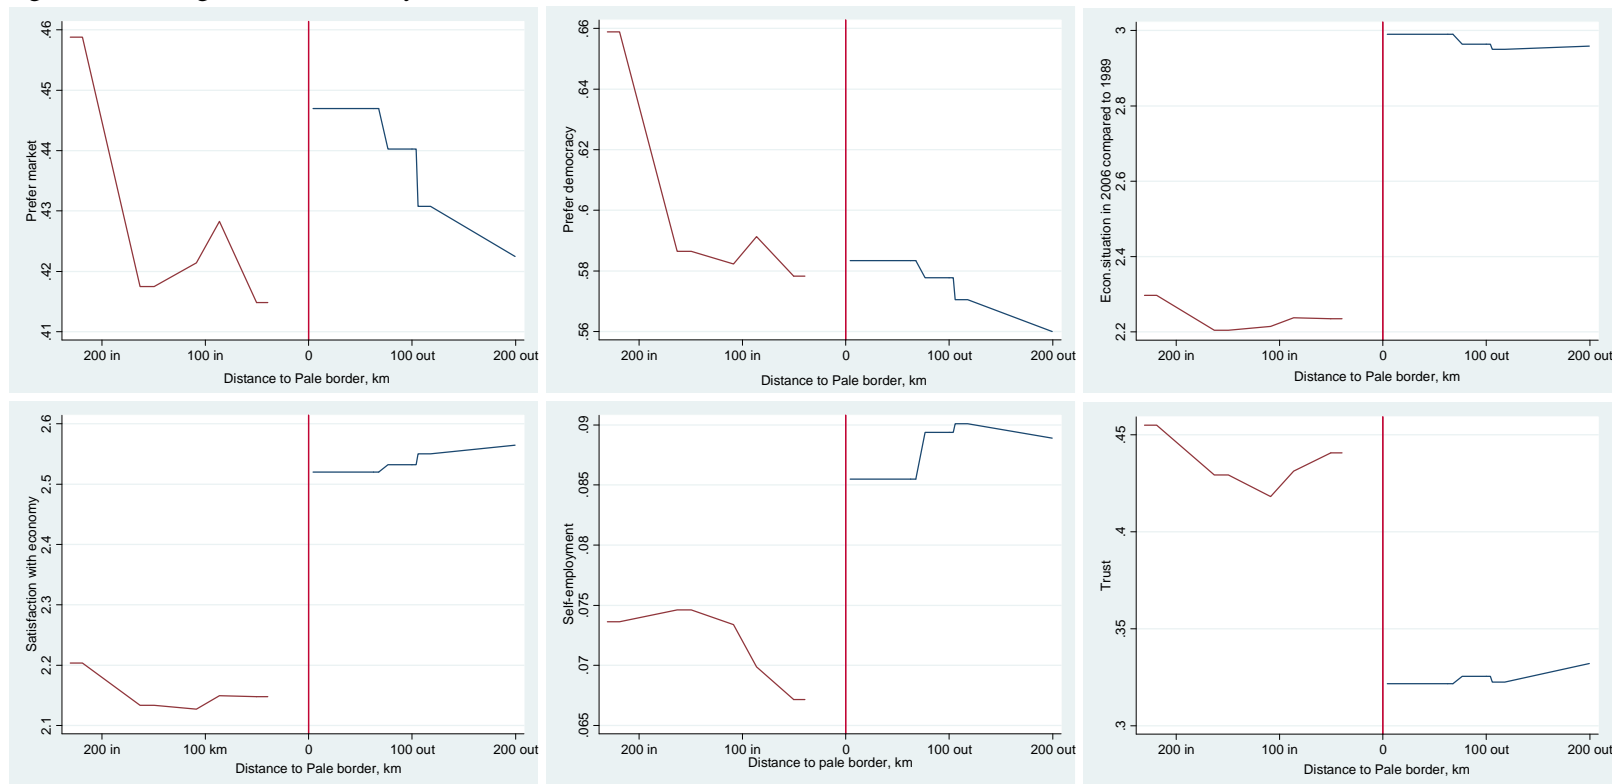 .46
.45
.44
.43
.42
.41
Prefer market
200 in
100 in
0
100 out
200 out
Distance to Pale border, km
.66
.64
.62
.6
.58
.56
Prefer democracy
200 in
100 in
0
100 out
200 out
Distance to Pale border, km
3
2.8
2.6
2.4
2.2
Econ.situation in 2006 compared to 1989
200 in
100 in
0
100 out
200 out
Distance to Pale border, km
2.6
2.5
2.4
2.3
2.2
2.1
Satisfaction with economy
200 in
100 km
0
100 out
200 out
Distance to Pale border, km
.09
.085
.08
.075
.07
.065
Self-employment
200 in
100 in
0
100 out
200 out
Distance to pale border, km
.45
.4
.35
.3
Trust
200 in
100 in
0
100 out
200 out
Distance to Pale border, km